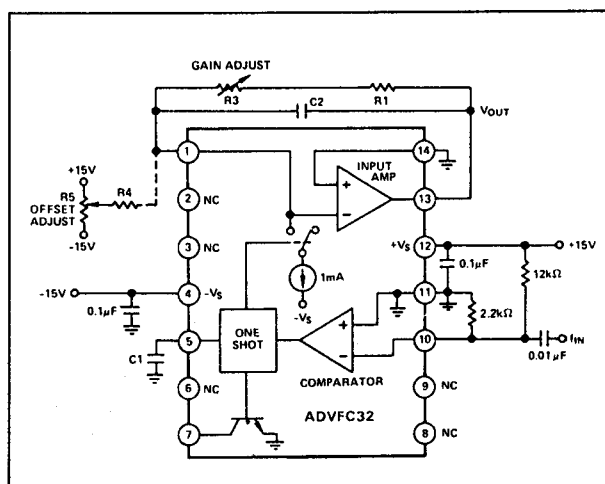 GAIN ADJUST
R3
R1
C2
VOUT
1
14
+15V
INPUT
AMP
+
−
R5
R4
OFFSET
ADJUST
-15V
2
NC
13
3
NC
+VS
12
+15V
0.1μF
12kΩ
1mA
-VS
-15V
4
-VS
0.1μF
11
2.2kΩ
5
ONE
SHOT
+
−
10
fIN
0.01μF
C1
COMPARATOR
6
NC
9
NC
ADVFC32
7
8
NC